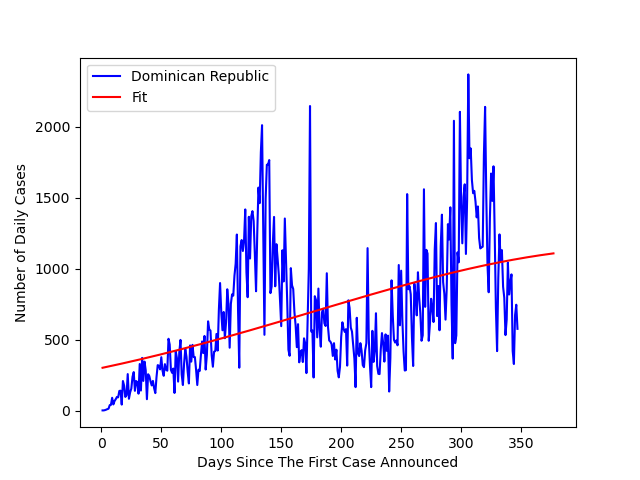 Dominican Republic
Fit
Number of Daily Cases
2000
1500
1000
500
0
0 50 100 150 200 250 300 350
Days Since The First Case Announced